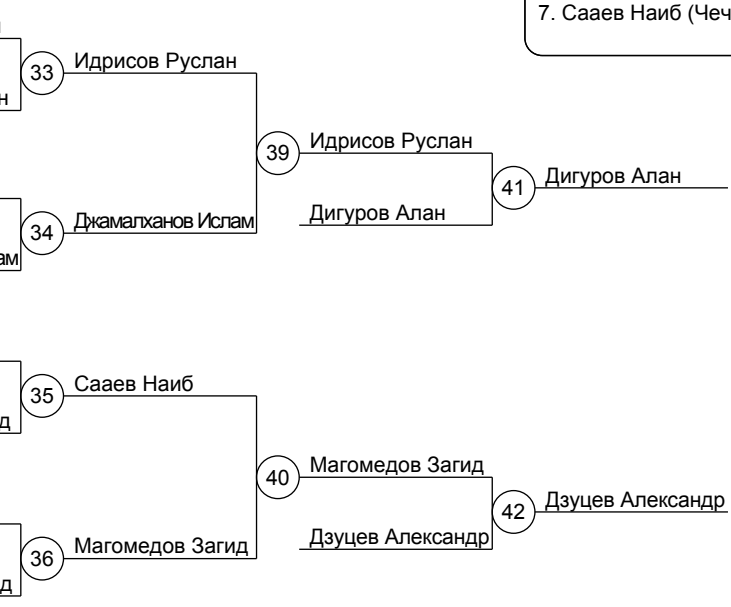 7. Сааев Наиб (Чеч
33
Идрисов Руслан
н
39
Идрисов Руслан
41
Дигуров Алан
Дигуров Алан
34
Джамалханов Ислам
ам
35
Сааев Наиб
д
40
Магомедов Загид
42
Дзуцев Александр
Дзуцев Александр
36
Магомедов Загид
д